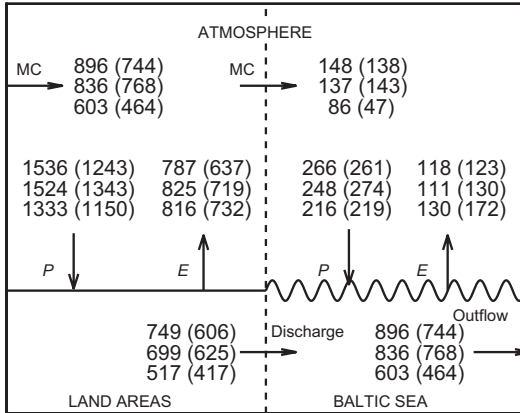 ATMOSPHERE
MC
896 (744)
836 (768)
603 (464)
MC
148 (138)
137 (143)
86 (47)
1536 (1243)
1524 (1343)
1333 (1150)
787 (637)
825 (719)
816 (732)
266 (261)
248 (274)
216 (219)
118 (123)
111 (130)
130 (172)
P
E
P
E
749 (606)
699 (625)
517 (417)
Discharge
896 (744)
836 (768)
603 (464)
Outflow
LAND AREAS
BALTIC SEA